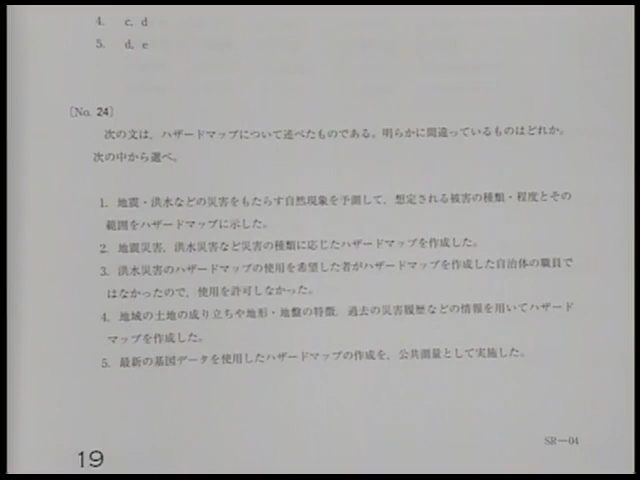 4. c, d
5. d, e
[No. 24]
次の文は、ハザードマップについて述べたものである。明らかに間違っているものはどれか。
次の中から選べ。
1. 地震・洪水などの災害をもたらす自然現象を予測して、想定される被害の種類・程度とその
範囲をハザードマップに示した。
2. 地震災害、洪水災害など災害の種類に応じたハザードマップを作成した。
3. 洪水災害のハザードマップの使用を希望した者がハザードマップを作成した自治体の職員で
はなかったので、使用を許可しなかった。
4. 地域の土地の成り立ちや地形・地盤の特徴、過去の災害履歴などの情報を用いてハザード
マップを作成した。
5. 最新の基図データを使用したハザードマップの作成を、公共測量として実施した。
SR-04
19